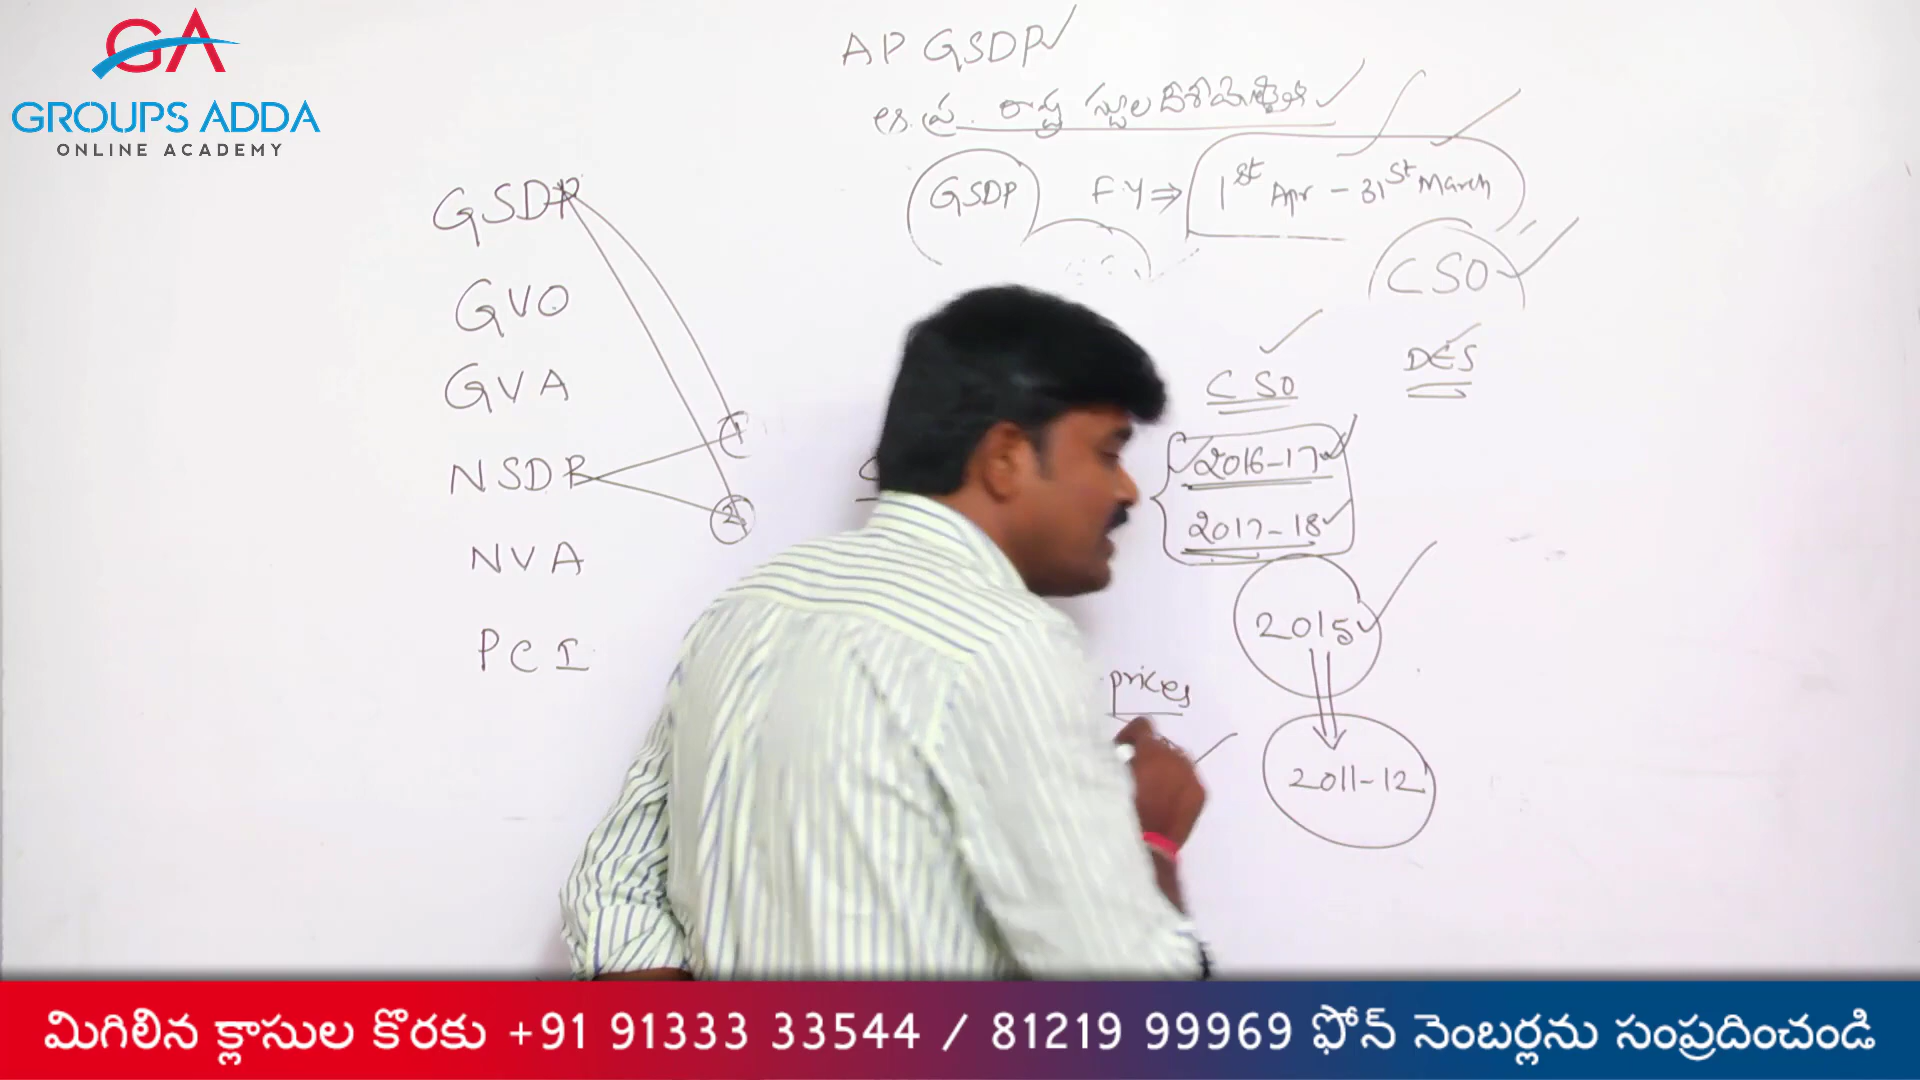 GA
GROUPS ADDA
ONLINE ACADEMY
AP GSDP
ఆ.ప్ర. రాష్ట్ర స్థూల
GSDP F.Y ⇒ 1st Apr - 31st March
CSO
DES
CSO
2016-17
2017-18
2015
prices
2011-12
GSDP
GVO
GVA
NSDP
NVA
PCI
1
2
మిగిలిన క్లాసుల కొరకు +91 91333 33544 / 81219 99969 ఫోన్ నెంబర్లను సంప్రదించండి